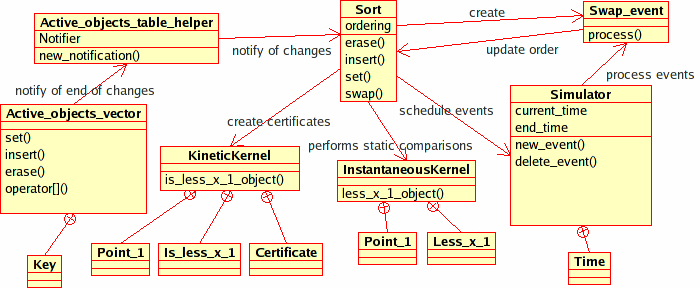 Active_objects_table_helper
Notifier
new_notification()
Sort
ordering
erase()
insert()
set()
swap()
Swap_event
process()
create
update order
notify of changes
notify of end of changes
process events
Active_objects_vector
set()
insert()
erase()
operator[]()
create certificates
schedule events
performs static comparisons
Simulator
current_time
end_time
new_event()
delete_event()
KineticKernel
is_less_x_1_object()
InstantaneousKernel
less_x_1_object()
Key
Point_1
Is_less_x_1
Certificate
Point_1
Less_x_1
Time